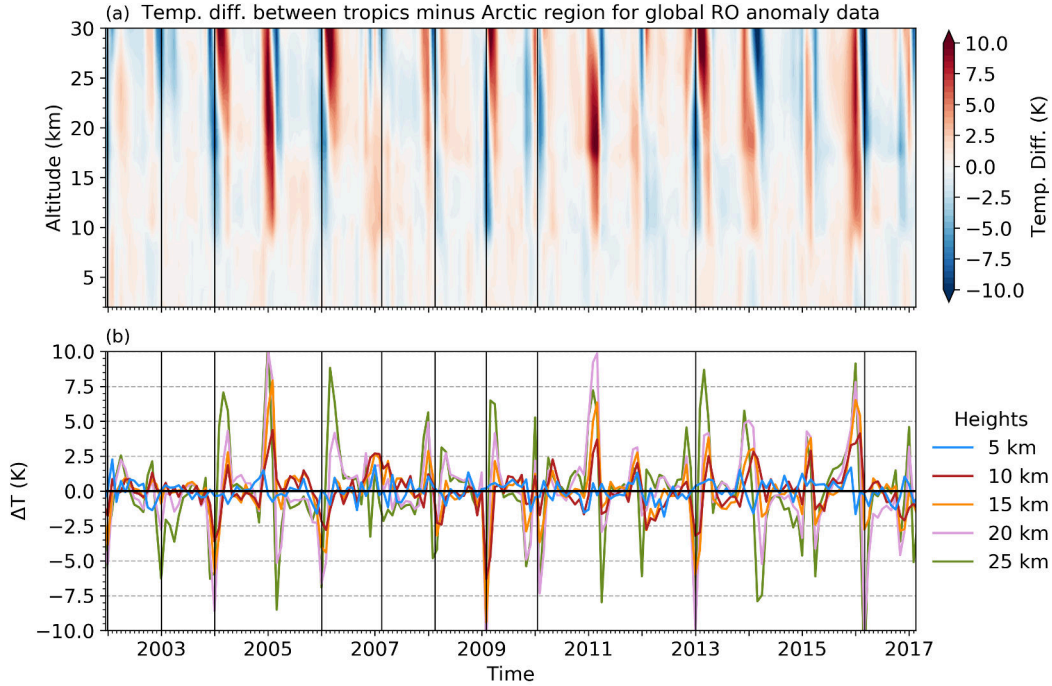 (a) Temp. diff. between tropics minus Arctic region for global RO anomaly data
30
25
20
15
10
5
Altitude (km)
10.0
7.5
5.0
2.5
0.0
−2.5
−5.0
−7.5
−10.0
Temp. Diff. (K)
(b)
10.0
7.5
5.0
2.5
0.0
−2.5
−5.0
−7.5
−10.0
ΔT (K)
2003 2005 2007 2009 2011 2013 2015 2017
Time
Heights
5 km
10 km
15 km
20 km
25 km